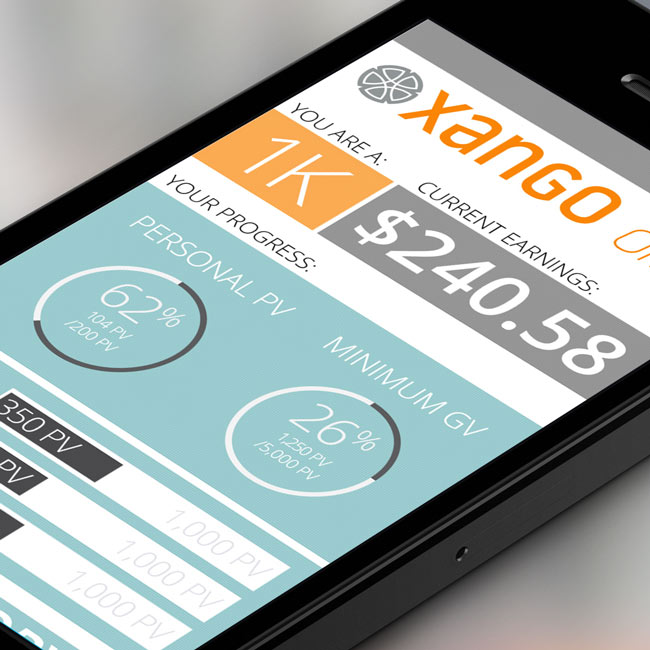 xango
YOU ARE A:
1K
CURRENT EARNINGS:
$240.58
YOUR PROGRESS:
PERSONAL PV
62%
104 PV
/200 PV
MINIMUM GV
26%
1,250 PV
/5,000 PV
350 PV
1,000 PV
PV
1,000 PV
1,000 PV